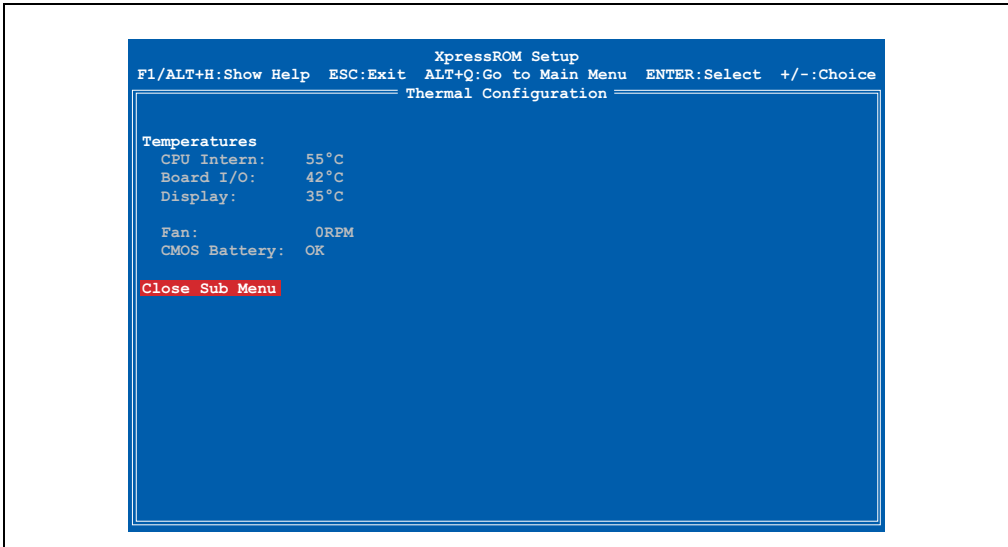 XpressROM Setup
F1/ALT+H:Show Help ESC:Exit ALT+Q:Go to Main Menu ENTER:Select +/-:Choice
Thermal Configuration
Temperatures
CPU Intern: 55°C
Board I/O: 42°C
Display: 35°C
Fan: 0RPM
CMOS Battery: OK
Close Sub Menu